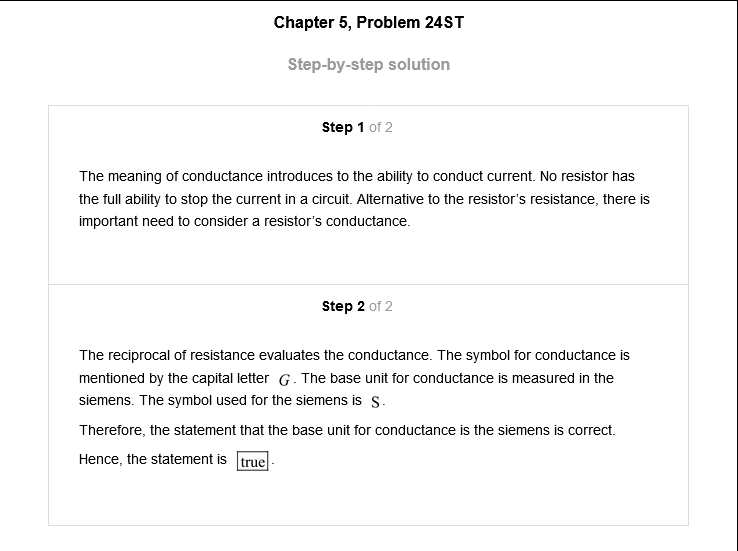 Chapter 5, Problem 24ST
Step-by-step solution
Step 1 of 2
The meaning of conductance introduces to the ability to conduct current. No resistor has
the full ability to stop the current in a circuit. Alternative to the resistor's resistance, there is
important need to consider a resistor's conductance.
Step 2 of 2
The reciprocal of resistance evaluates the conductance. The symbol for conductance is
mentioned by the capital letter G. The base unit for conductance is measured in the
siemens. The symbol used for the siemens is S.
Therefore, the statement that the base unit for conductance is the siemens is correct.
Hence, the statement is true.